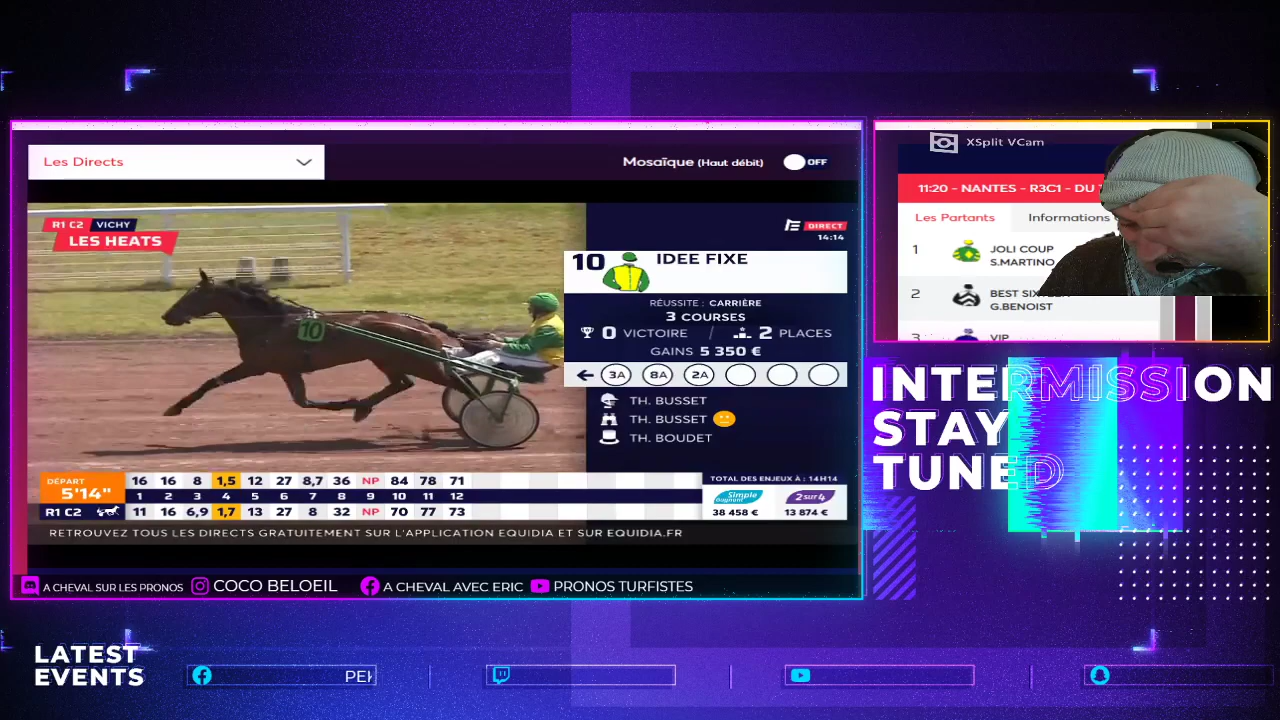 Les Directs
Mosaïque (Haut débit)
OFF
R1 C2 VICHY
LES HEATS
DIRECT
14:14
10 IDEE FIXE
RÉUSSITE : CARRIÈRE
3 COURSES
0 VICTOIRE / 2 PLACES
GAINS 5 350 €
3A 8A 2A
TH. BUSSET
TH. BUSSET
TH. BOUDET
10
DÉPART
5'14"
16 16 8 1,5 12 27 8,7 36 NP 84 78 71
1 2 3 4 5 6 7 8 9 10 11 12
R1 C2 11 16 6,9 1,7 13 27 8 32 NP 70 77 73
TOTAL DES ENJEUX À : 14H14
Simple Gagnant
2 sur 4
38 458 € 13 874 €
RETROUVEZ TOUS LES DIRECTS GRATUITEMENT SUR L'APPLICATION EQUIDIA ET SUR EQUIDIA.FR
A CHEVAL SUR LES PRONOS COCO BELOEIL A CHEVAL AVEC ERIC PRONOS TURFISTES
XSplit VCam
11:20 - NANTES - R3C1 - DU
Les Partants Informations
1 JOLI COUP
S.MARTINO
2 BEST
G.BENOIST
3 VIP
INTERMISSION
STAY
TUNED
LATEST
EVENTS